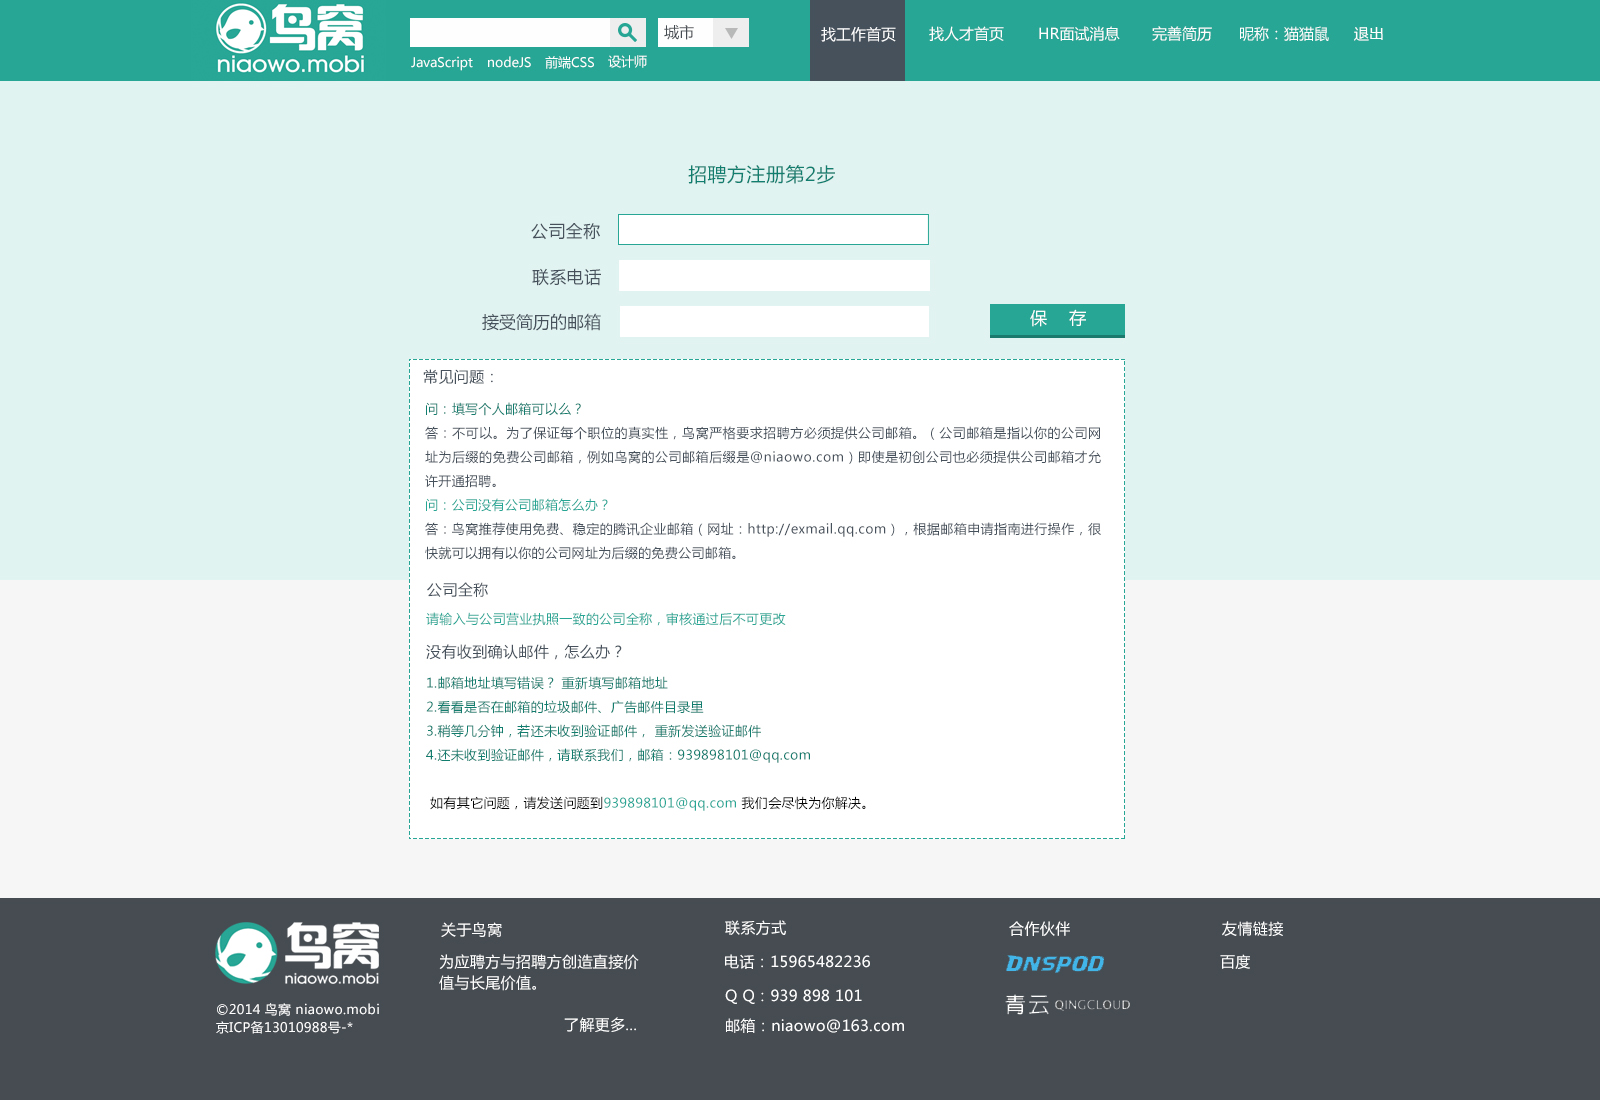 鸟窝
niaowo.mobi
城市
JavaScript nodeJS 前端CSS 设计师
找工作首页 找人才首页 HR面试消息 完善简历 昵称：猫猫鼠 退出
招聘方注册第2步
公司全称
联系电话
接受简历的邮箱
保 存
常见问题：
问：填写个人邮箱可以么？
答：不可以。为了保证每个职位的真实性，鸟窝严格要求招聘方必须提供公司邮箱。（公司邮箱是指以你的公司网
址为后缀的免费公司邮箱，例如鸟窝的公司邮箱后缀是@niaowo.com）即使是初创公司也必须提供公司邮箱才允
许开通招聘。
问：公司没有公司邮箱怎么办？
答：鸟窝推荐使用免费、稳定的腾讯企业邮箱（网址：http://exmail.qq.com），根据邮箱申请指南进行操作，很
快就可以拥有以你的公司网址为后缀的免费公司邮箱。
公司全称
请输入与公司营业执照一致的公司全称，审核通过后不可更改
没有收到确认邮件，怎么办？
1.邮箱地址填写错误？ 重新填写邮箱地址
2.看看是否在邮箱的垃圾邮件、广告邮件目录里
3.稍等几分钟，若还未收到验证邮件， 重新发送验证邮件
4.还未收到验证邮件，请联系我们，邮箱：939898101@qq.com
如有其它问题，请发送问题到939898101@qq.com 我们会尽快为你解决。
鸟窝
niaowo.mobi
©2014 鸟窝 niaowo.mobi
京ICP备13010988号-*
关于鸟窝
为应聘方与招聘方创造直接价
值与长尾价值。
了解更多...
联系方式
电话：15965482236
Q Q：939 898 101
邮箱：niaowo@163.com
合作伙伴
DNSPOD
青云 QINGCLOUD
友情链接
百度